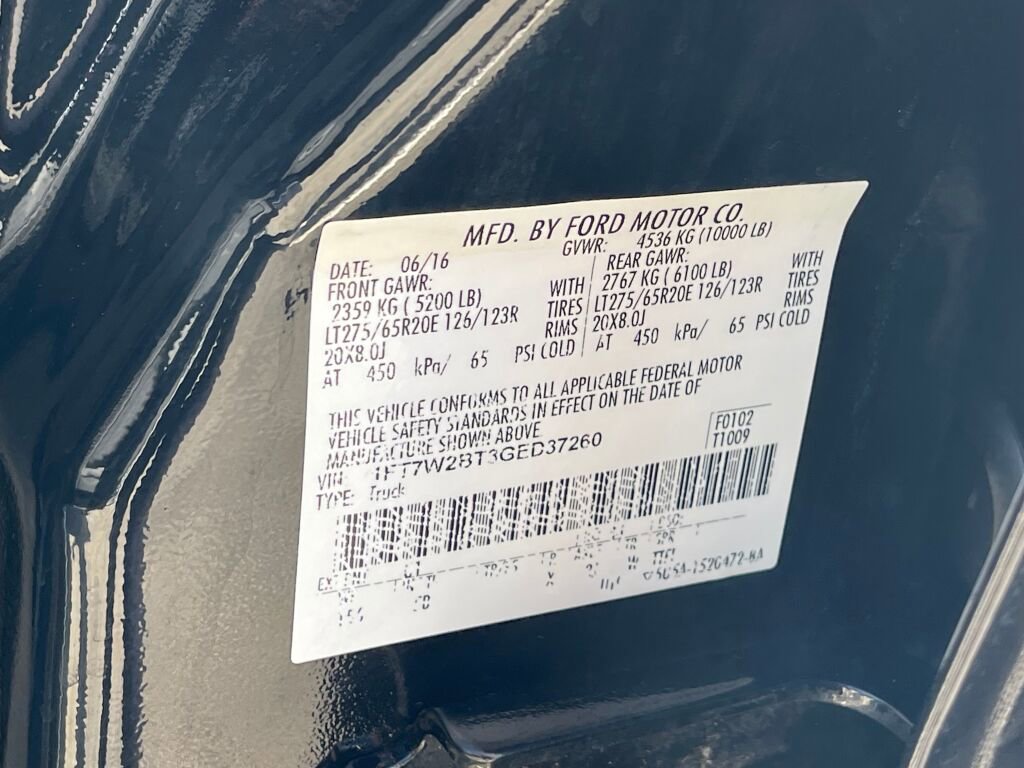 MFD. BY FORD MOTOR CO.
DATE: 06/16 GVWR: 4536 KG (10000 LB)
FRONT GAWR: REAR GAWR:
2359 KG ( 5200 LB) WITH 2767 KG ( 6100 LB) WITH
LT275/65R20E 126/123R TIRES LT275/65R20E 126/123R TIRES
20X8.0J RIMS 20X8.0J RIMS
AT 450 kPa/ 65 PSI COLD AT 450 kPa/ 65 PSI COLD
THIS VEHICLE CONFORMS TO ALL APPLICABLE FEDERAL MOTOR
VEHICLE SAFETY STANDARDS IN EFFECT ON THE DATE OF
MANUFACTURE SHOWN ABOVE
VIN: 1FT7W2BT3GED37260
F0102
T1009
TYPE: Truck